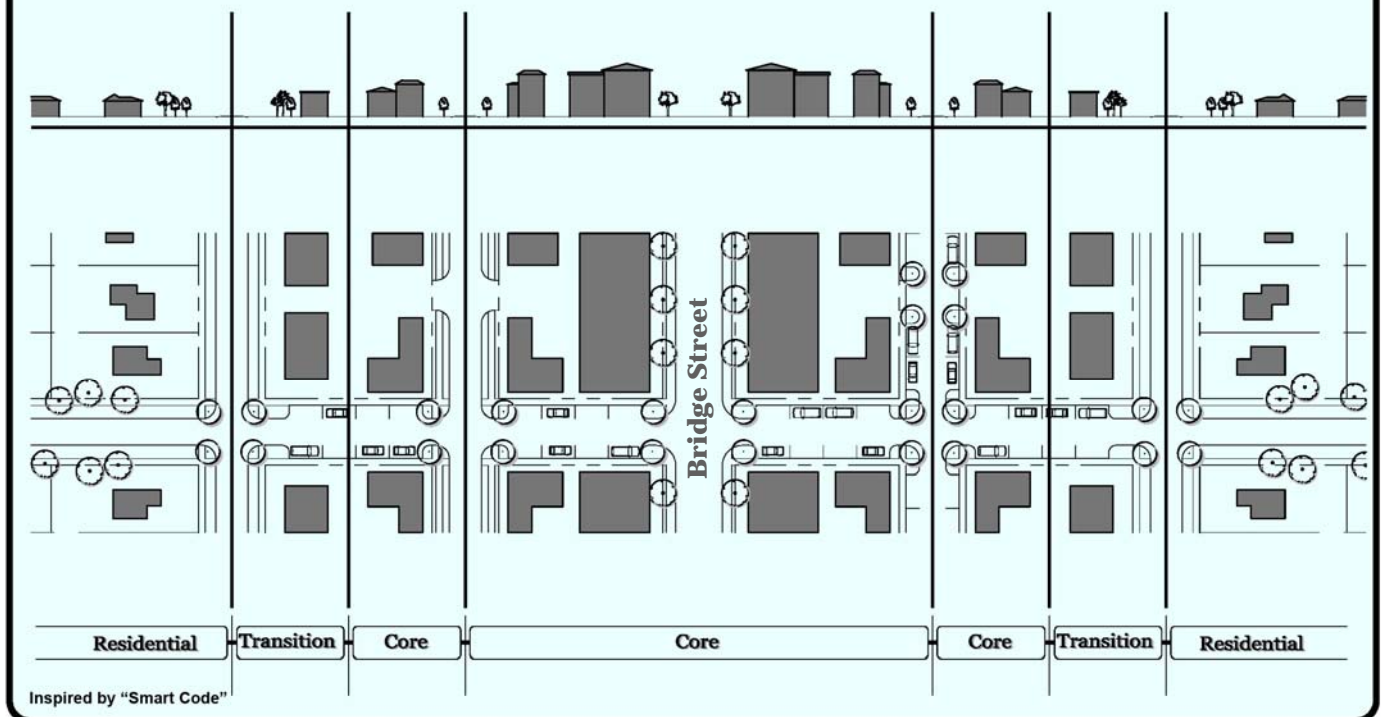 Bridge Street
Residential
Transition
Core
Core
Core
Transition
Residential
Inspired by “Smart Code”